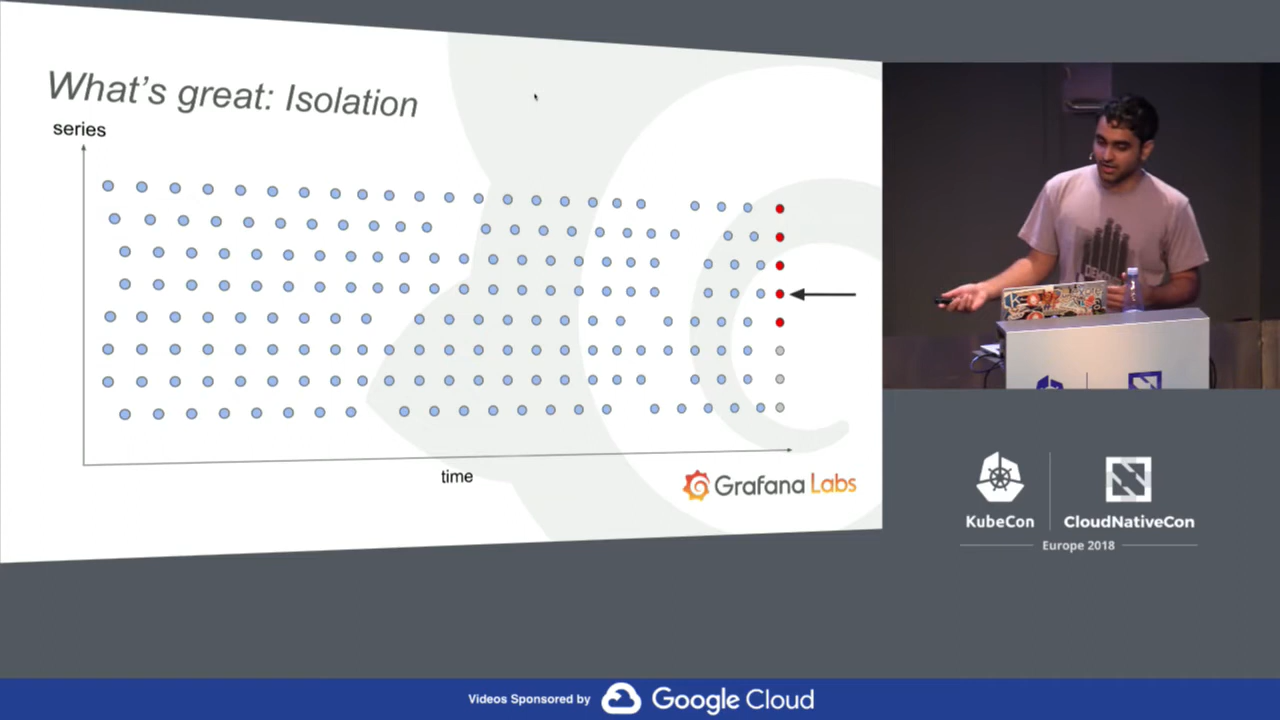 What's great: Isolation
series
time
Grafana Labs
KubeCon
CloudNativeCon
Europe 2018
Videos Sponsored by Google Cloud